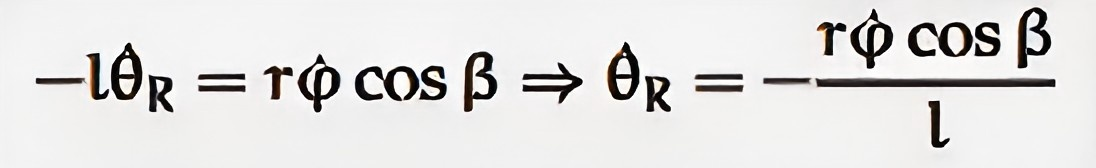 −lθ̇_R = rφ̇ cos β ⇒ θ̇_R = −(rφ̇ cos β)/l